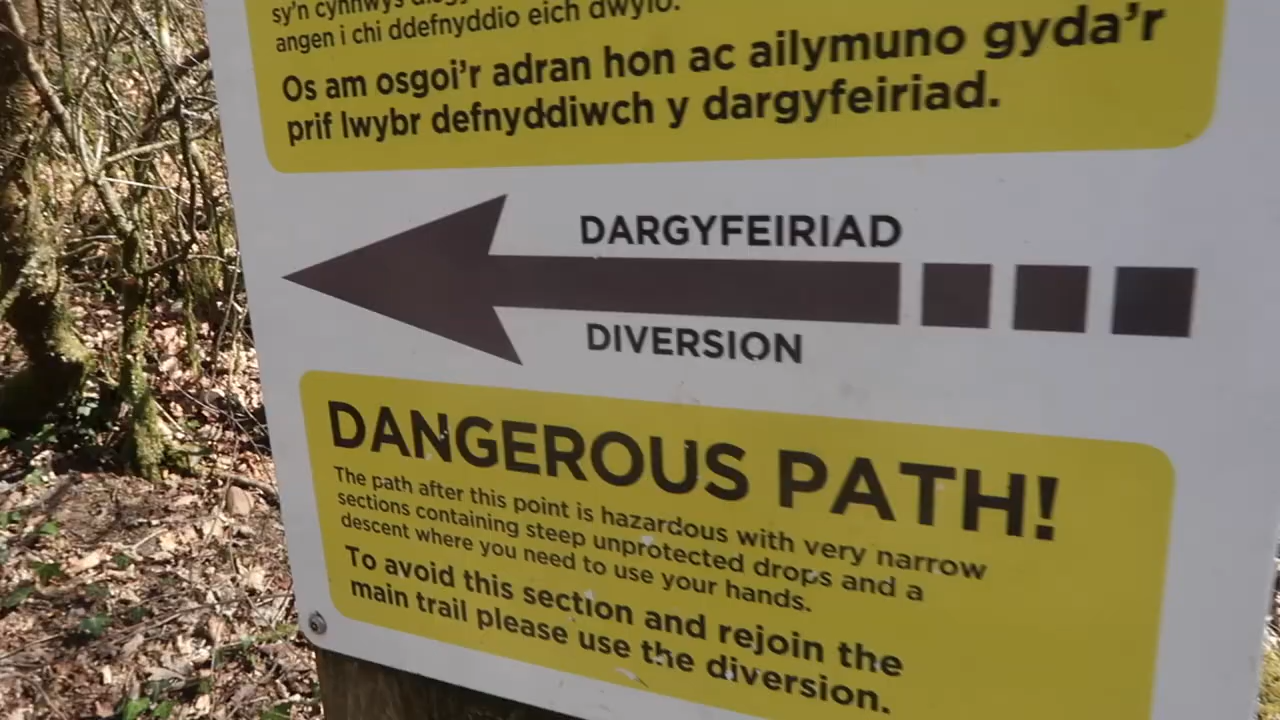 sy'n cynnwys
angen i chi ddefnyddio eich dwylo.
Os am osgoi'r adran hon ac ailymuno gyda'r
prif lwybr defnyddiwch y dargyfeiriad.
DARGYFEIRIAD
DIVERSION
DANGEROUS PATH!
The path after this point is hazardous with very narrow
sections containing steep unprotected drops and a
descent where you need to use your hands.
To avoid this section and rejoin the
main trail please use the diversion.